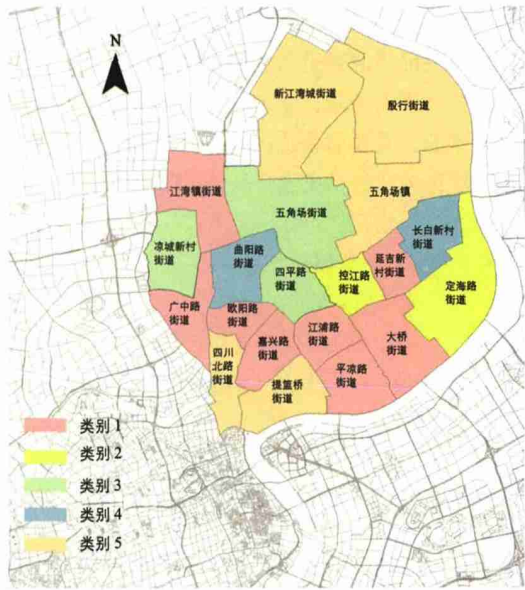 N
新江湾城街道
殷行街道
江湾镇街道
五角场镇
五角场街道
长白新村
街道
凉城新村
街道
曲阳路
街道
延吉新
村街道
四平路
街道
控江路
街道
定海路
街道
广中路
街道
欧阳路
街道
江浦路
街道
大桥
街道
嘉兴路
街道
四川
北路
街道
平凉路
街道
提篮桥
街道
类别 1
类别 2
类别 3
类别 4
类别 5